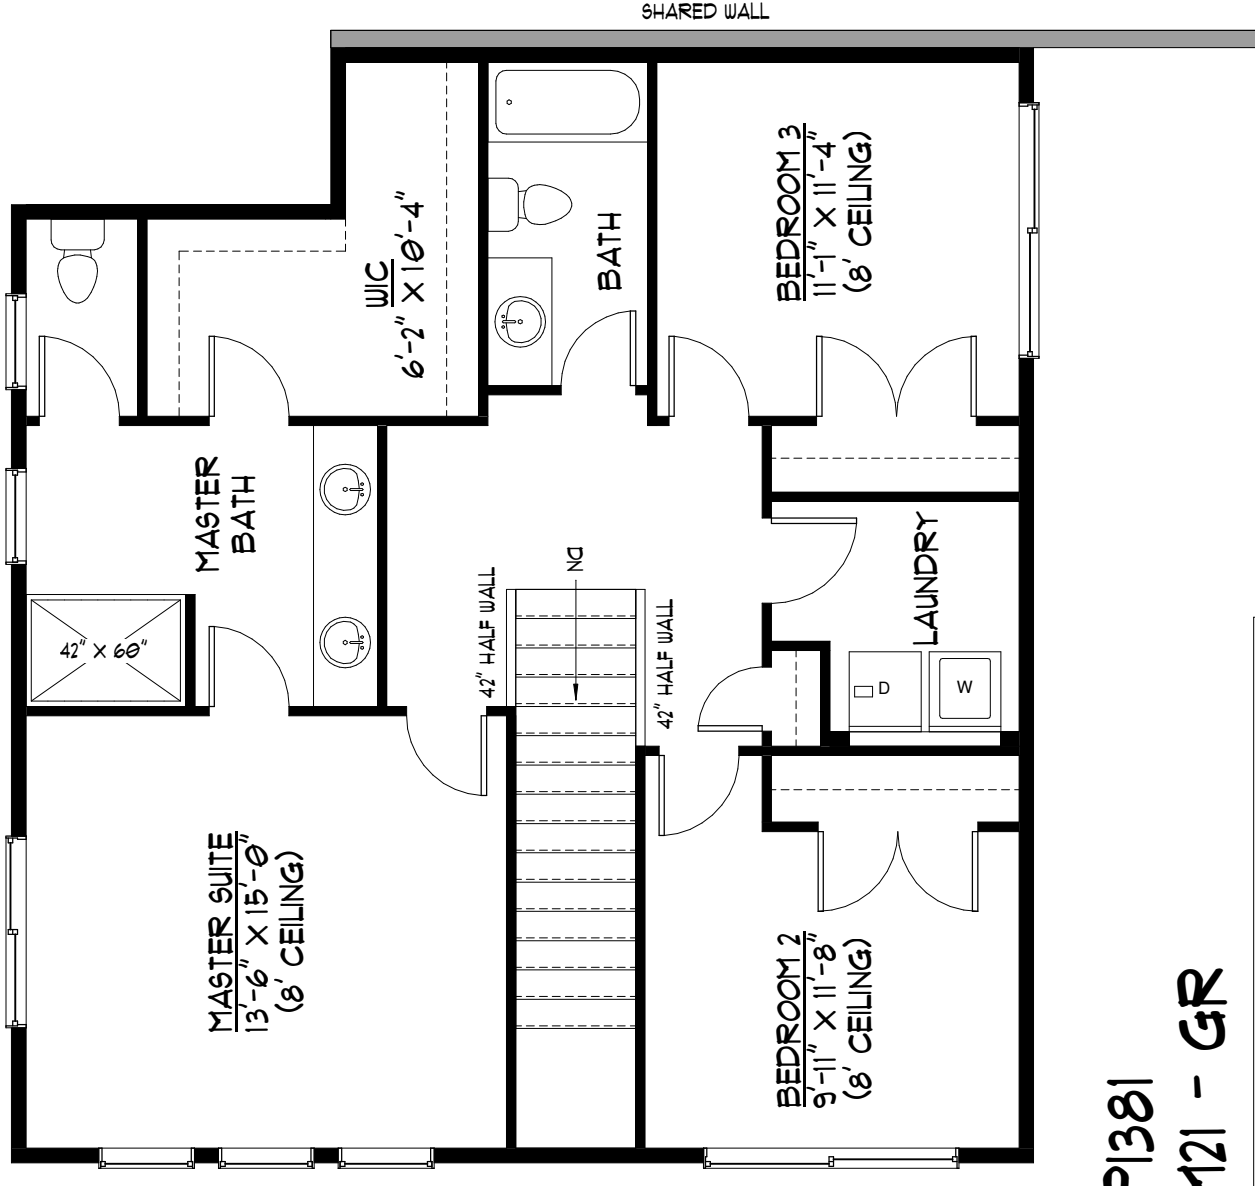 SHARED WALL
WIC
6'-2" X 10'-4"
BATH
BEDROOM 3
11'-1" X 11'-4"
(8' CEILING)
MASTER
BATH
42" X 60"
42" HALF WALL
DN
42" HALF WALL
LAUNDRY
D
W
MASTER SUITE
13'-6" X 15'-0"
(8' CEILING)
BEDROOM 2
9'-11" X 11'-8"
(8' CEILING)
P1381
121 - GR